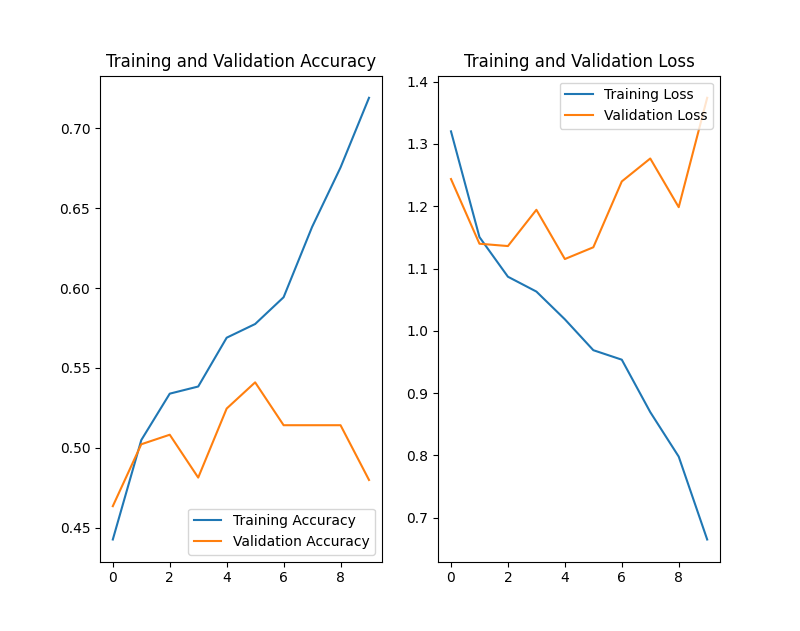 Training and Validation Accuracy
0.70
0.65
0.60
0.55
0.50
0.45
0 2 4 6 8
Training Accuracy
Validation Accuracy
Training and Validation Loss
1.4
1.3
1.2
1.1
1.0
0.9
0.8
0.7
0 2 4 6 8
Training Loss
Validation Loss